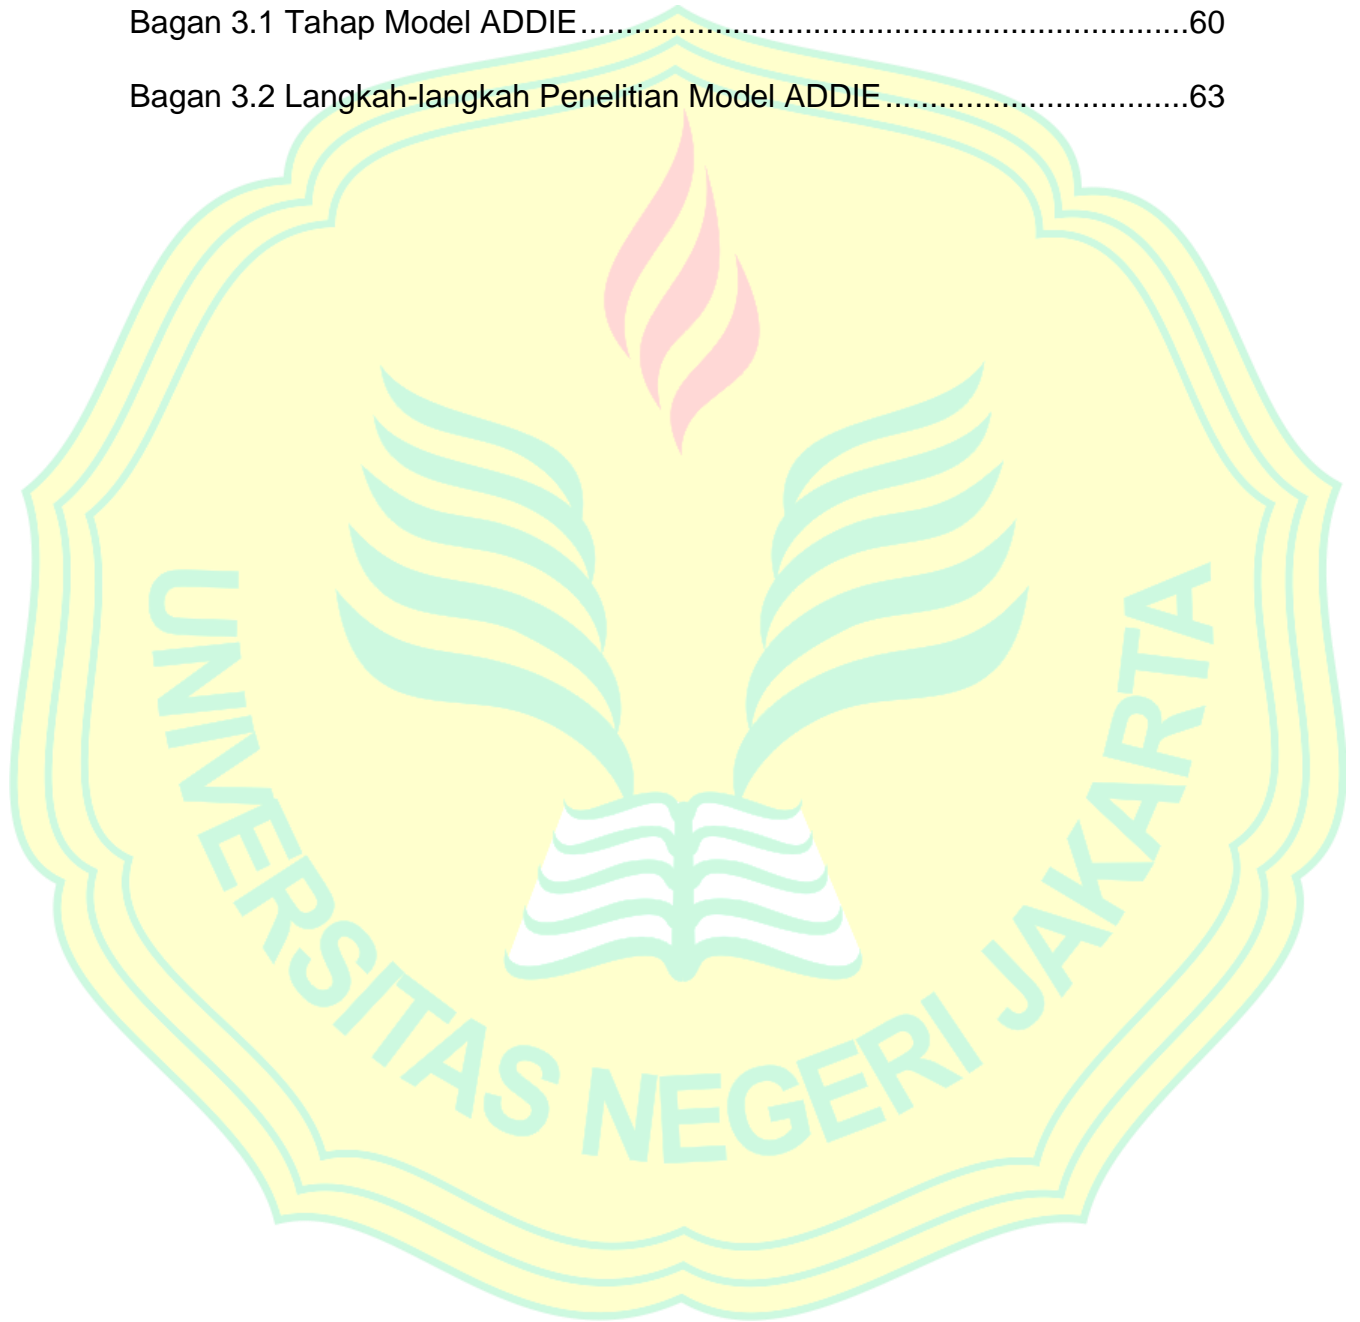 Bagan 3.1 Tahap Model ADDIE....................................................................60
Bagan 3.2 Langkah-langkah Penelitian Model ADDIE..................................63
UNIVERSITAS NEGERI JAKARTA